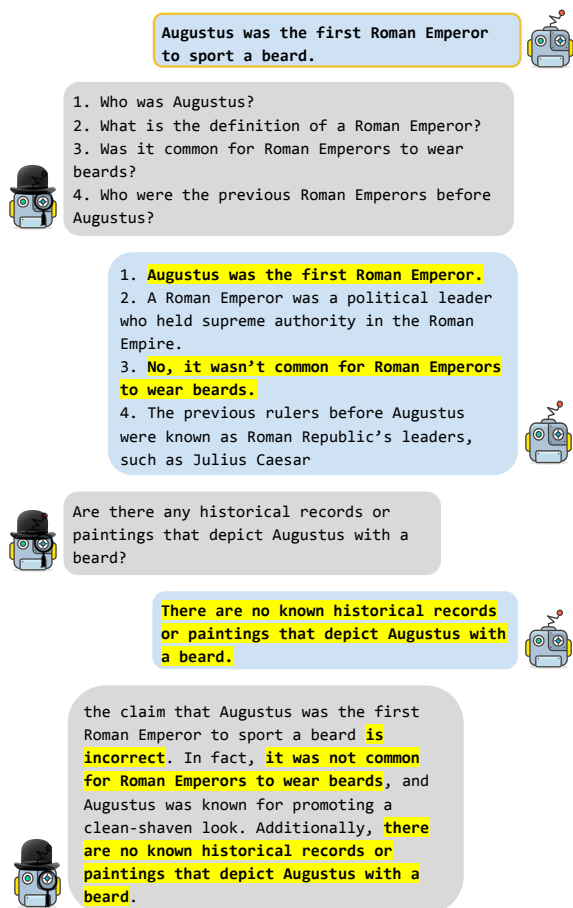 Augustus was the first Roman Emperor
to sport a beard.
1. Who was Augustus?
2. What is the definition of a Roman Emperor?
3. Was it common for Roman Emperors to wear
beards?
4. Who were the previous Roman Emperors before
Augustus?
1. Augustus was the first Roman Emperor.
2. A Roman Emperor was a political leader
who held supreme authority in the Roman
Empire.
3. No, it wasn’t common for Roman Emperors
to wear beards.
4. The previous rulers before Augustus
were known as Roman Republic’s leaders,
such as Julius Caesar
Are there any historical records or
paintings that depict Augustus with a
beard?
There are no known historical records
or paintings that depict Augustus with
a beard.
the claim that Augustus was the first
Roman Emperor to sport a beard is
incorrect. In fact, it was not common
for Roman Emperors to wear beards, and
Augustus was known for promoting a
clean-shaven look. Additionally, there
are no known historical records or
paintings that depict Augustus with a
beard.